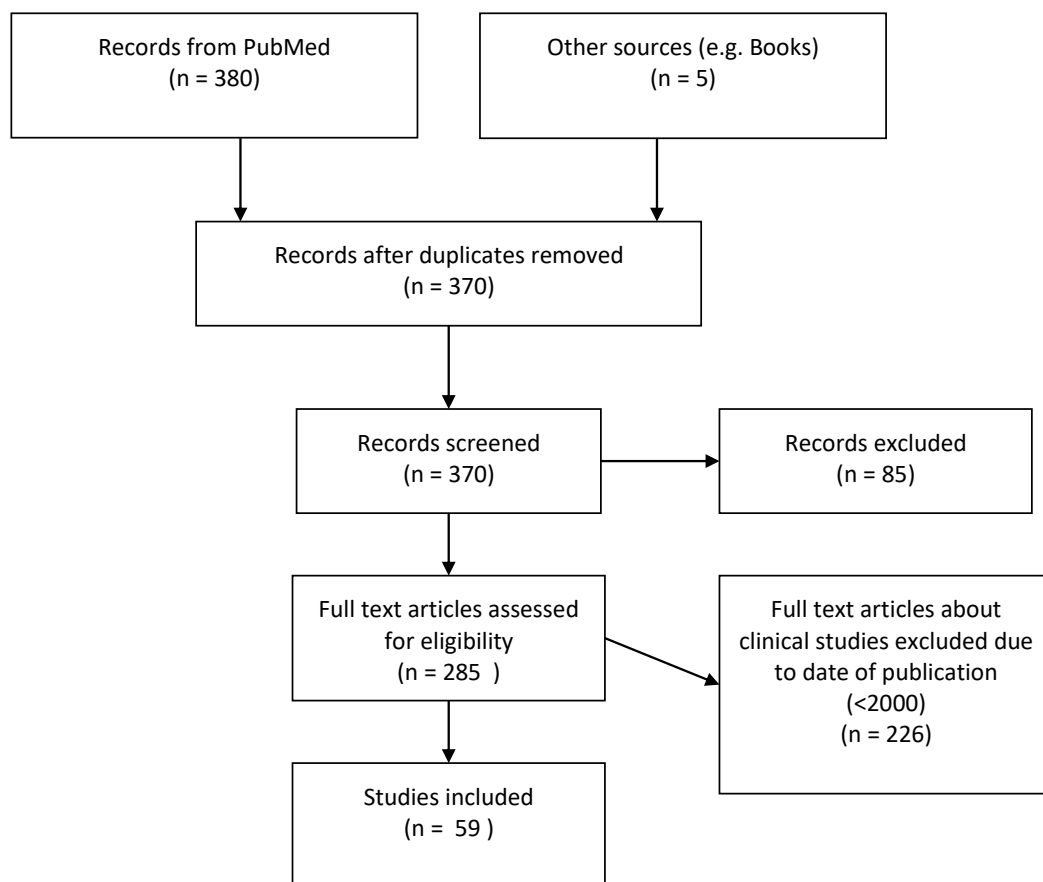 Records from PubMed
(n = 380)
Other sources (e.g. Books)
(n = 5)
Records after duplicates removed
(n = 370)
Records screened
(n = 370)
Records excluded
(n = 85)
Full text articles assessed
for eligibility
(n = 285  )
Full text articles about
clinical studies excluded due
to date of publication
(<2000)
(n = 226)
Studies included
(n =  59 )